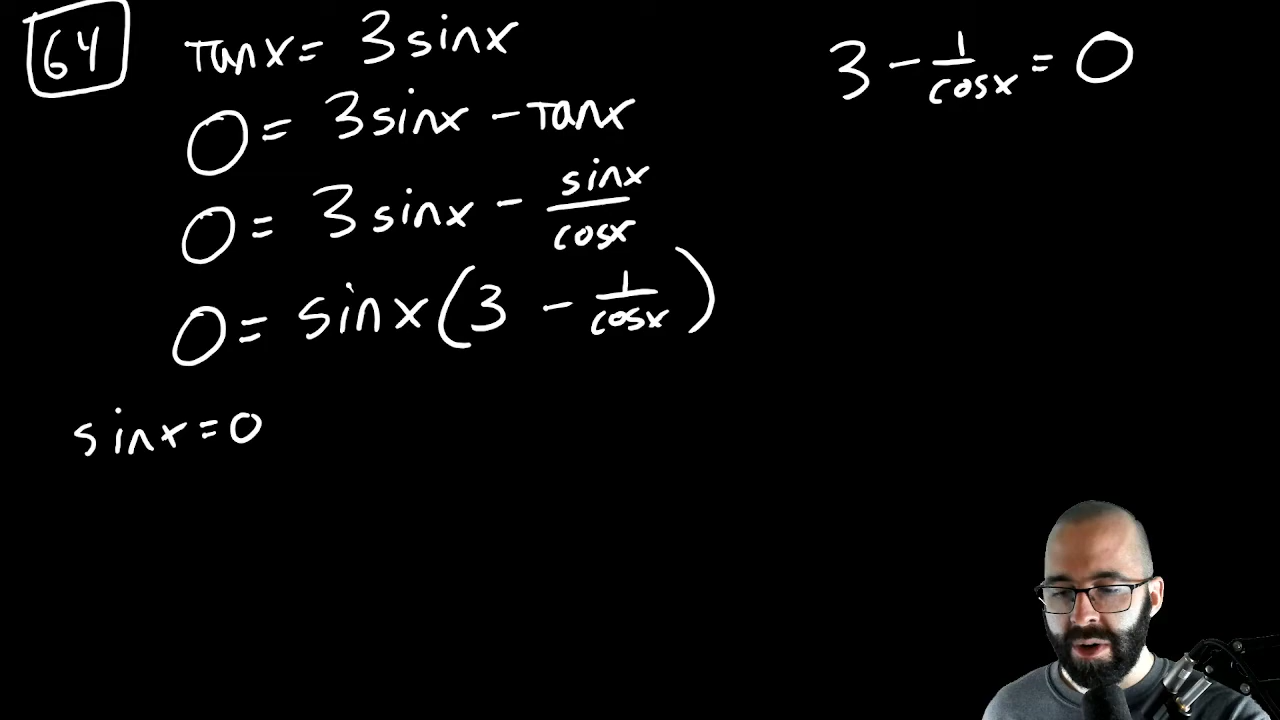 64
tanx = 3sinx
0 = 3sinx - tanx
0 = 3sinx - sinx/cosx
0 = sinx(3 - 1/cosx)
sinx = 0
3 - 1/cosx = 0